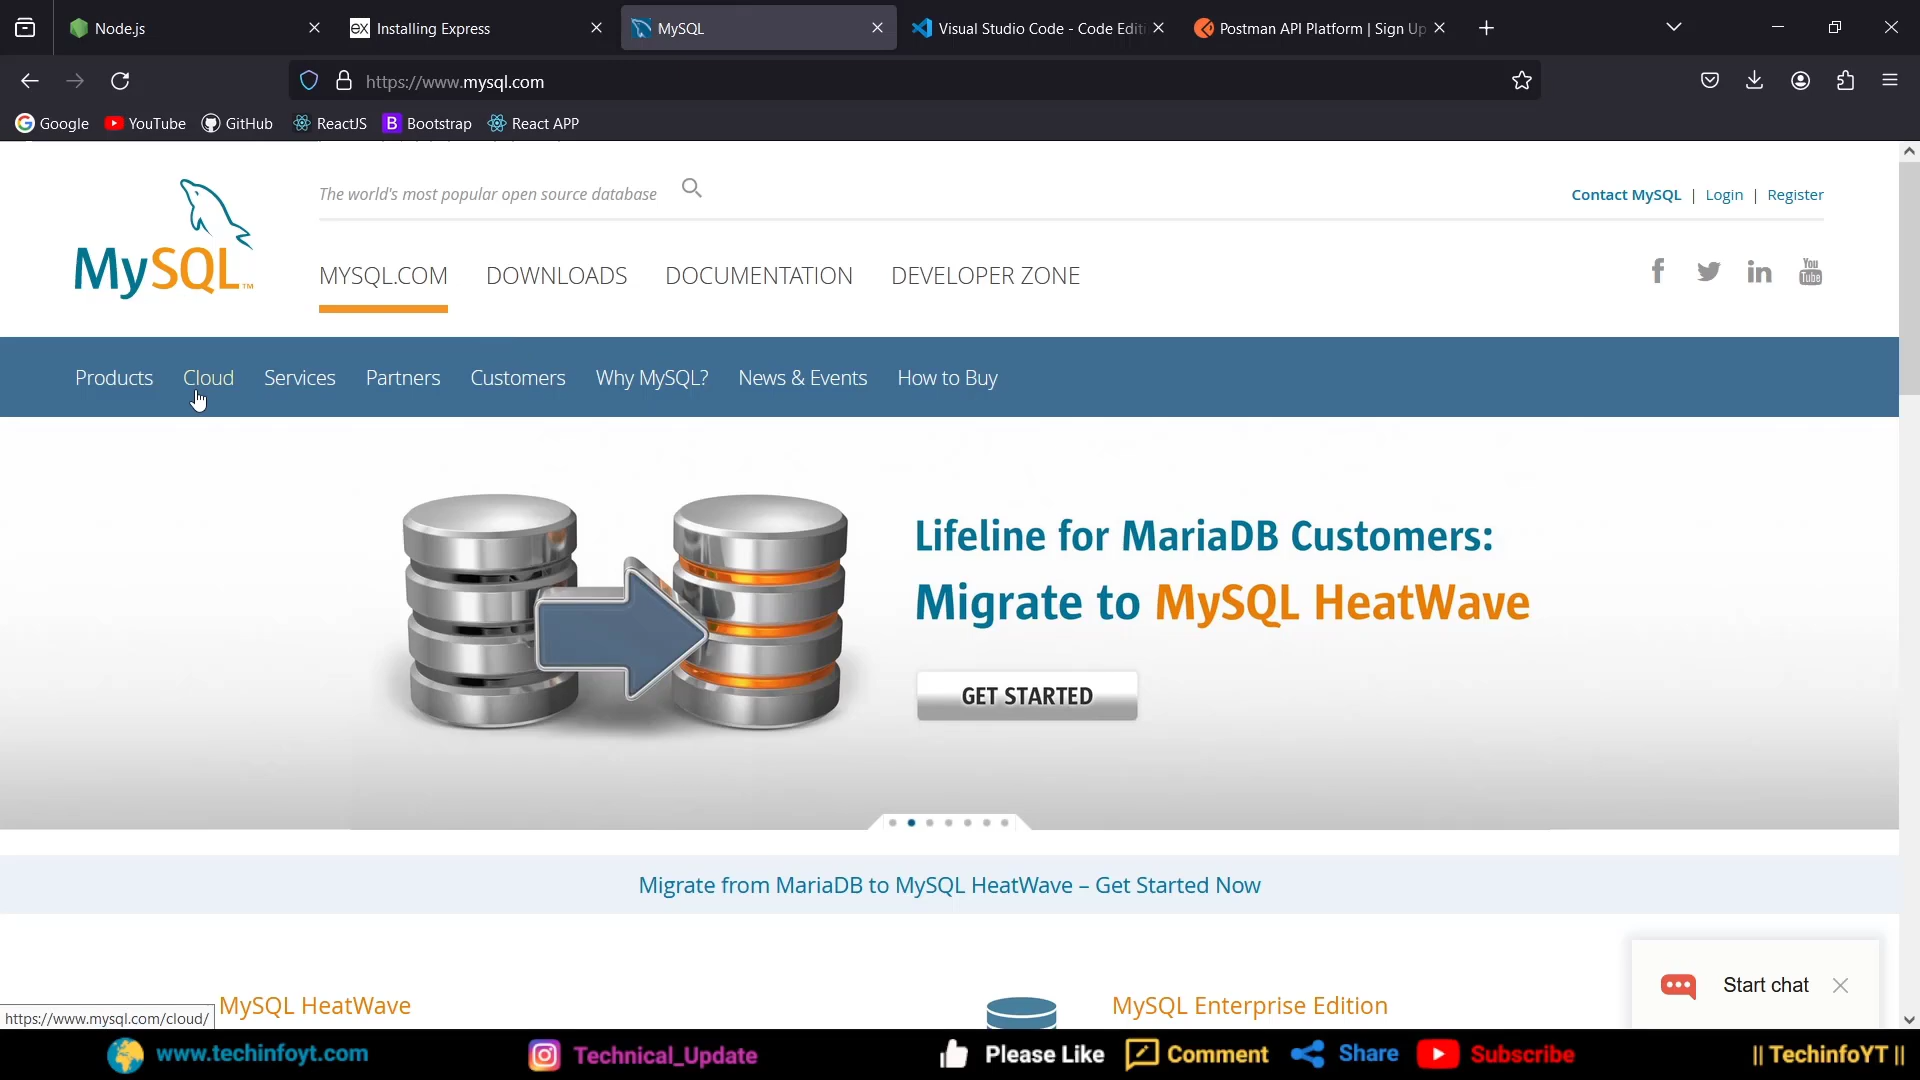 Node.js
Installing Express
MySQL
Visual Studio Code - Code Edit
Postman API Platform | Sign Up
https://www.mysql.com
Google
YouTube
GitHub
ReactJS
B Bootstrap
React APP
MySQL™
The world's most popular open source database
Contact MySQL | Login | Register
MYSQL.COM
DOWNLOADS
DOCUMENTATION
DEVELOPER ZONE
Products
Cloud
Services
Partners
Customers
Why MySQL?
News & Events
How to Buy
Lifeline for MariaDB Customers:
Migrate to MySQL HeatWave
GET STARTED
Migrate from MariaDB to MySQL HeatWave – Get Started Now
MySQL HeatWave
MySQL Enterprise Edition
Start chat
https://www.mysql.com/cloud/
www.techinfoyt.com
Technical_Update
Please Like
Comment
Share
Subscribe
|| TechinfoYT ||